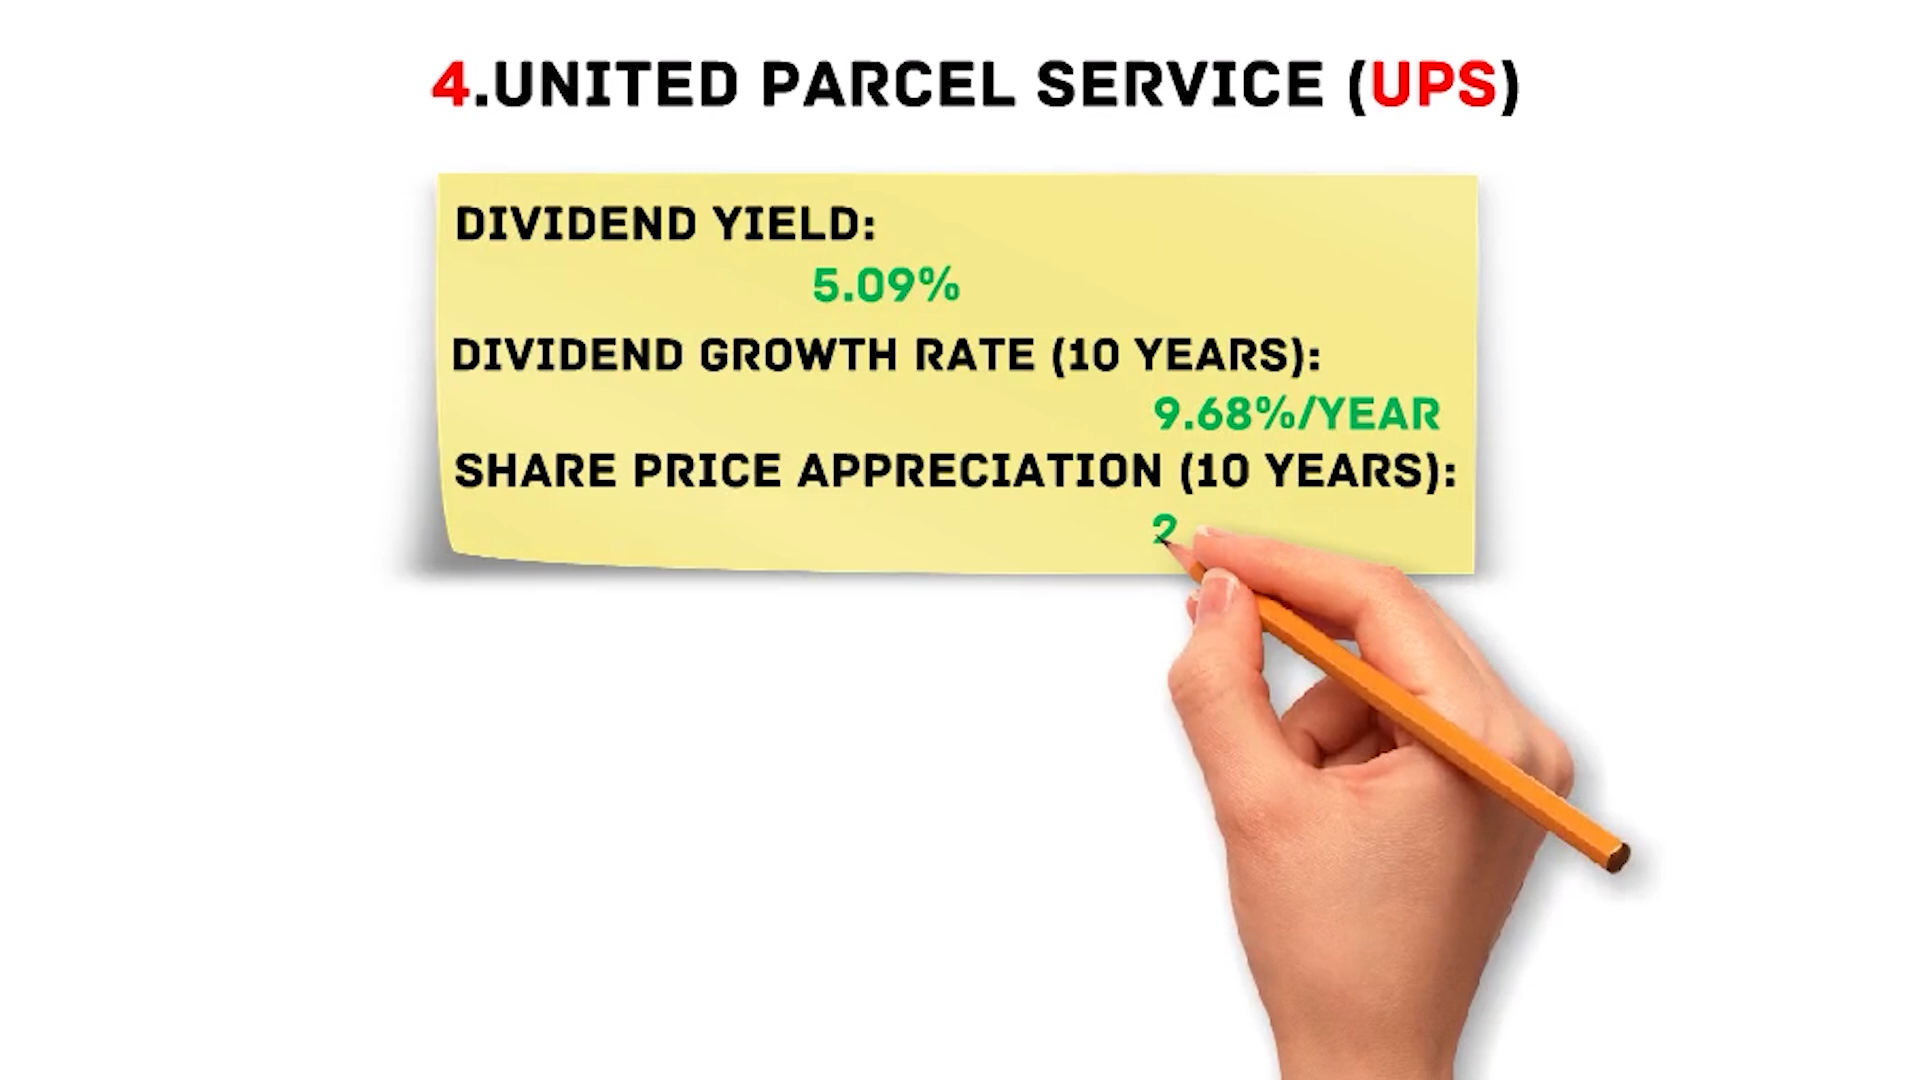 4.UNITED PARCEL SERVICE (UPS)
DIVIDEND YIELD:
5.09%
DIVIDEND GROWTH RATE (10 YEARS):
9.68%/YEAR
SHARE PRICE APPRECIATION (10 YEARS):
2